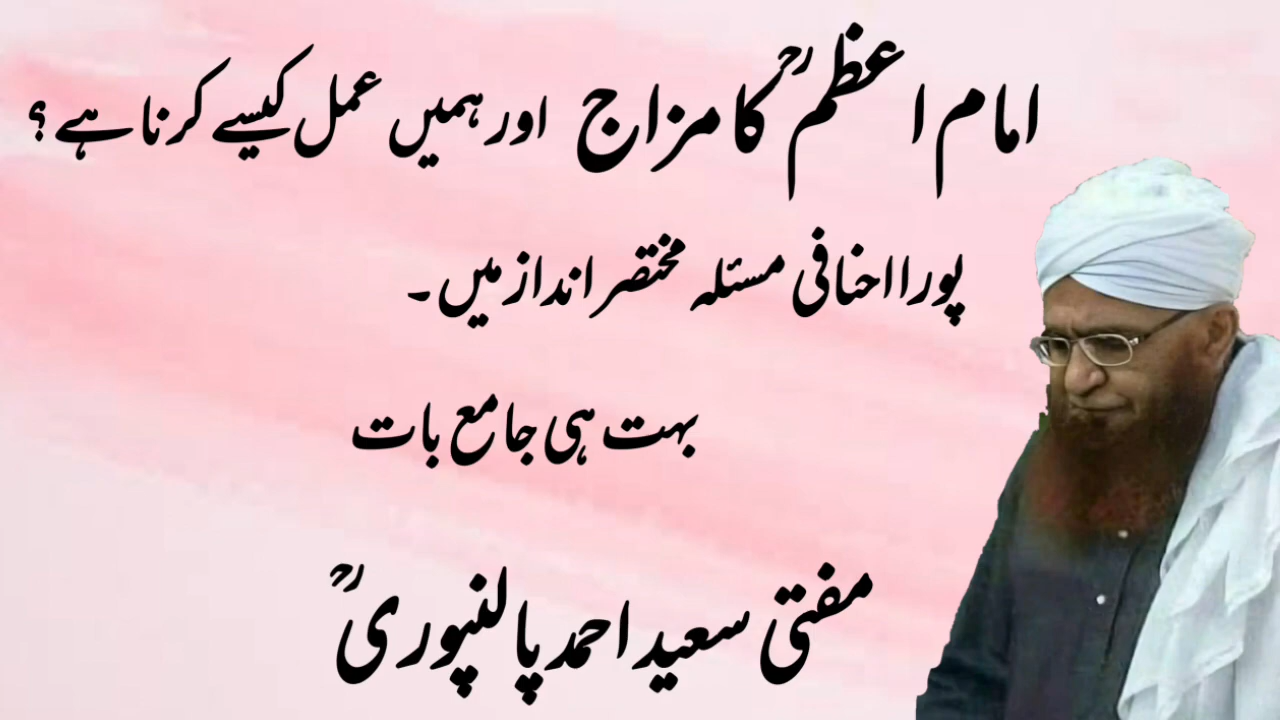 امام اعظمؒ کا مزاج اور ہمیں عمل کیسے کرنا ہے؟
پورا احنافی مسئلہ مختصر انداز میں۔
بہت ہی جامع بات
مفتی سعید احمد پالنپوریؒ